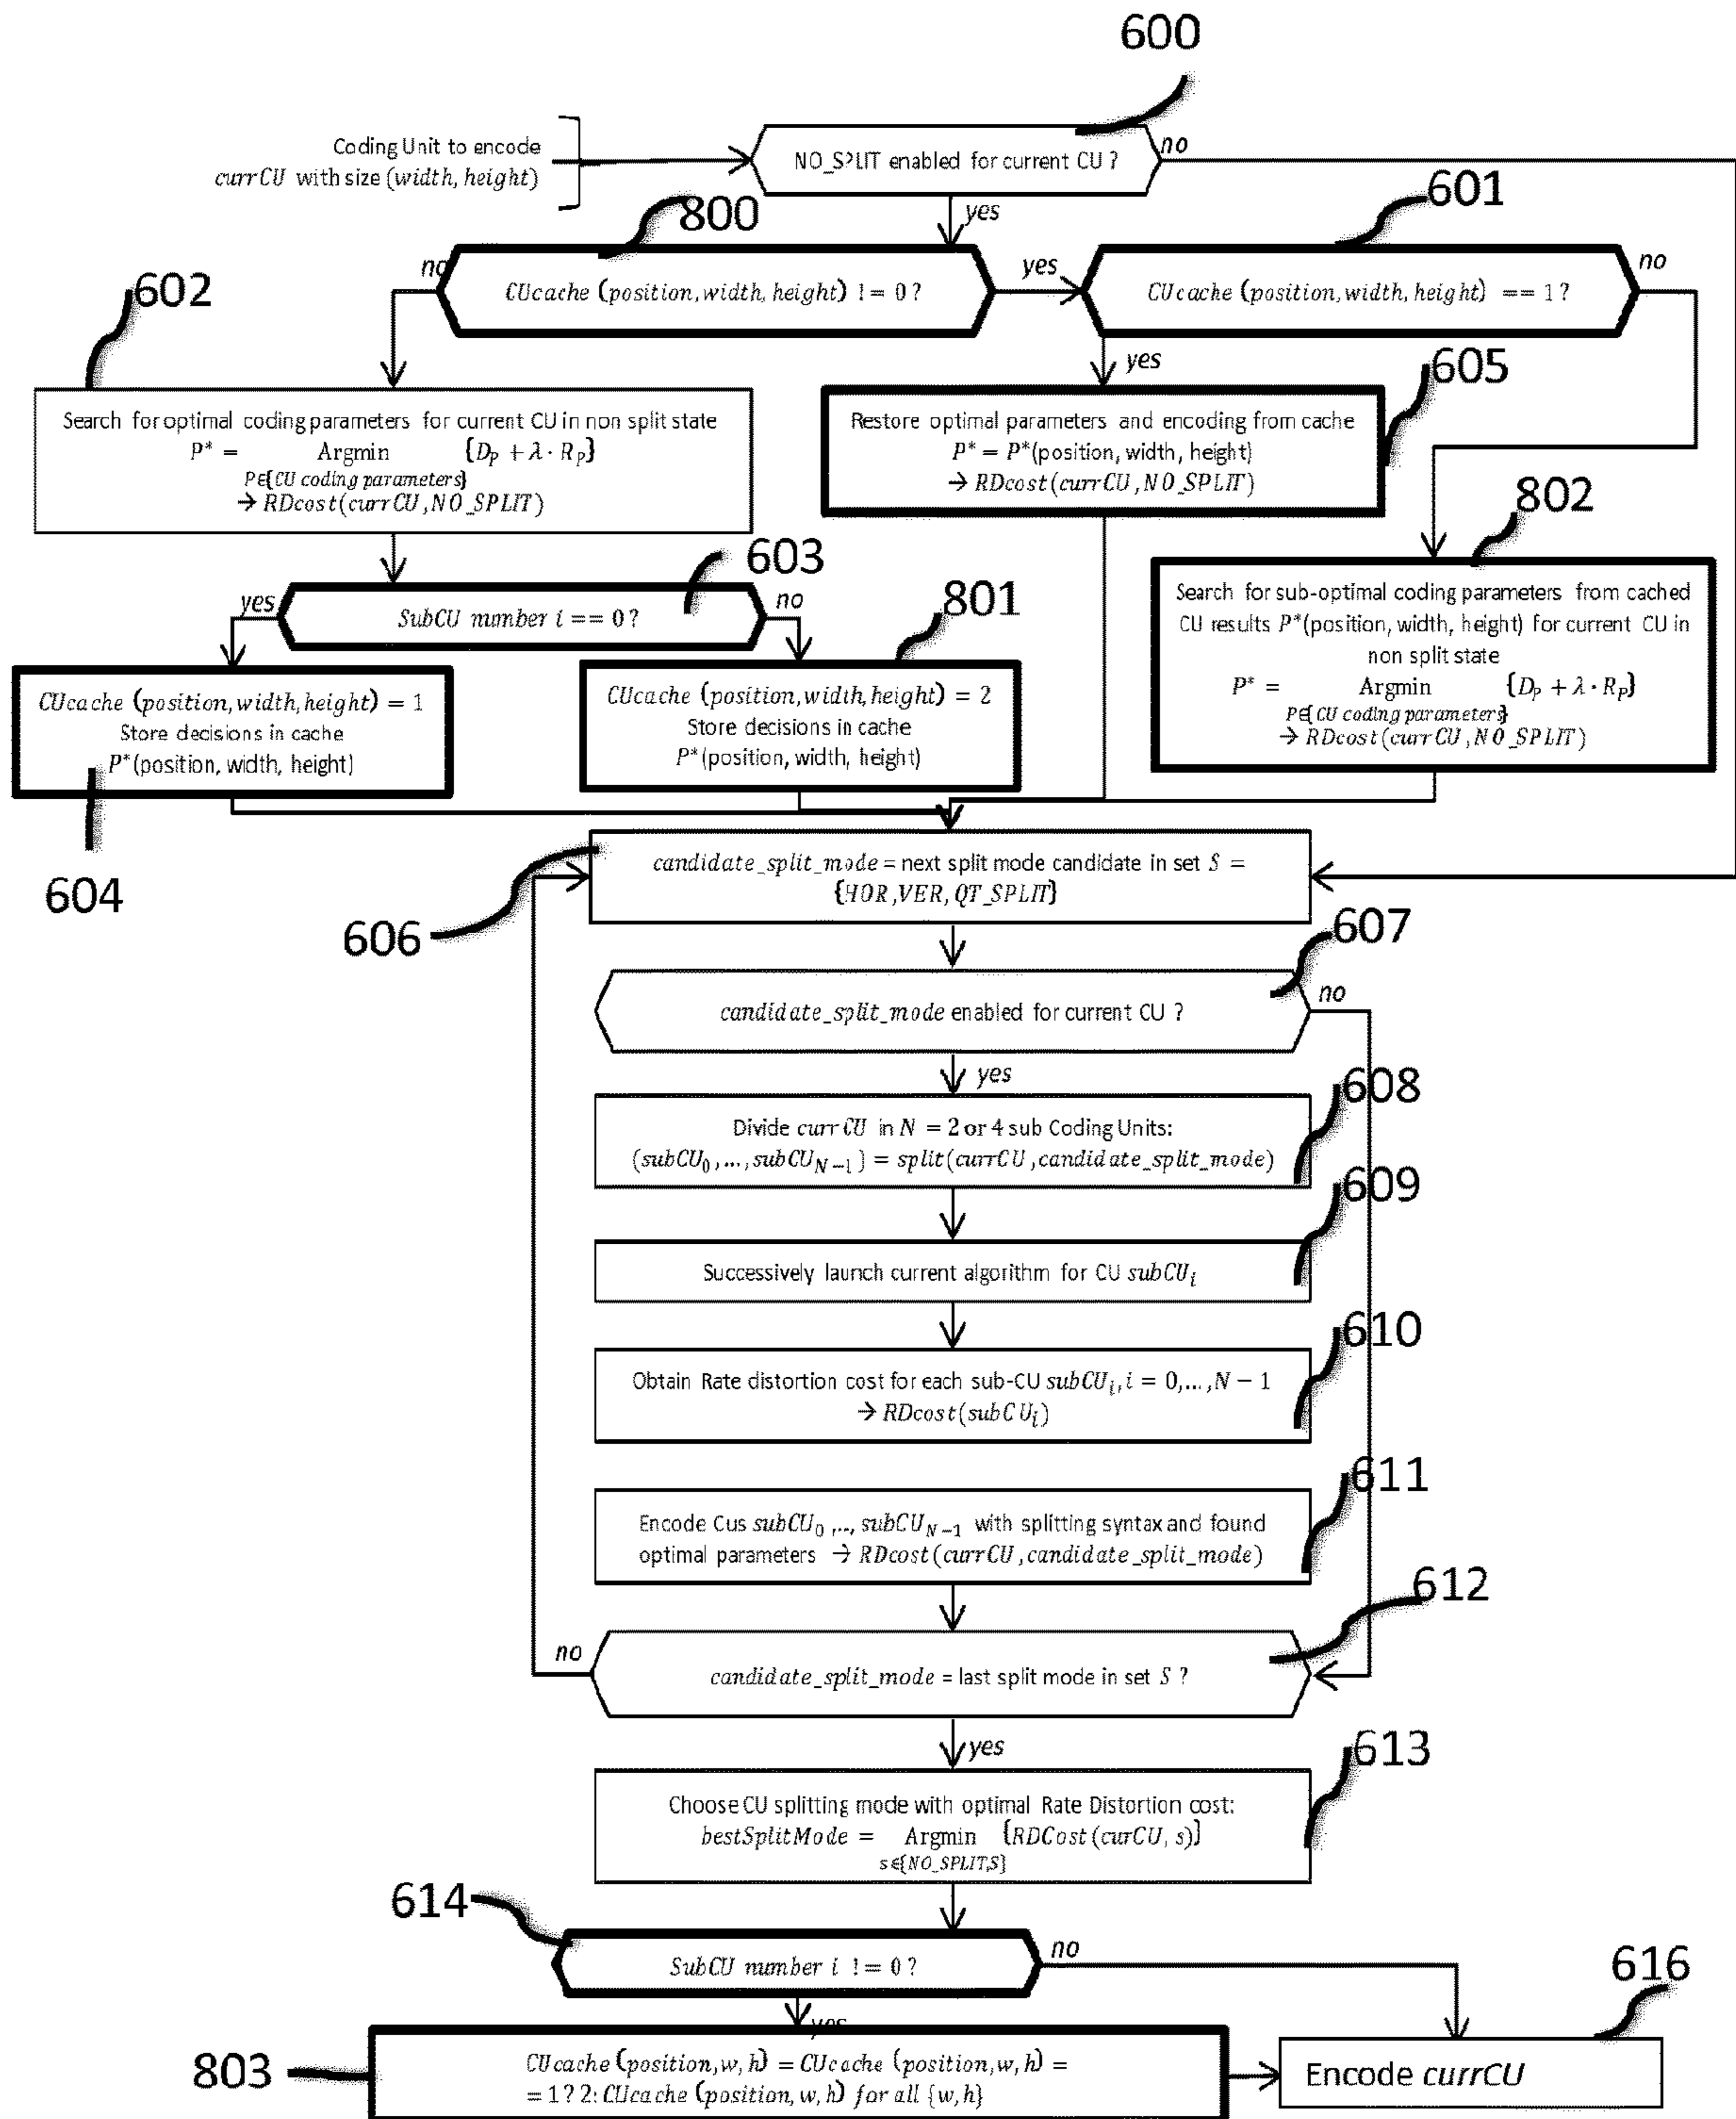 600
Coding Unit to encode
currCU with size (width, height)
NO_SPLIT enabled for current CU ?
no
yes
800
601
no
CUcache (position, width, height) ! = 0 ?
yes
CUcache (position, width, height) == 1 ?
no
602
yes
605
Search for optimal coding parameters for current CU in non split state
P* = Argmin {D_P + λ · R_P}
P∈{CU coding parameters}
→ RDcost(currCU, NO_SPLIT)
Restore optimal parameters and encoding from cache
P* = P*(position, width, height)
→ RDcost(currCU, NO_SPLIT)
802
603
yes
SubCU number i == 0 ?
no
801
Search for sub-optimal coding parameters from cached
CU results P*(position, width, height) for current CU in
non split state
P* = Argmin {D_P + λ · R_P}
P∈{CU coding parameters}
→ RDcost(currCU, NO_SPLIT)
CUcache (position, width, height) = 1
Store decisions in cache
P*(position, width, height)
CUcache (position, width, height) = 2
Store decisions in cache
P*(position, width, height)
604
606
candidate_split_mode = next split mode candidate in set S =
{HOR, VER, QT_SPLIT}
607
candidate_split_mode enabled for current CU ?
no
yes
608
Divide currCU in N = 2 or 4 sub Coding Units:
(subCU_0, ..., subCU_{N-1}) = split(currCU, candidate_split_mode)
609
Successively launch current algorithm for CU subCU_i
610
Obtain Rate distortion cost for each sub-CU subCU_i, i = 0, ..., N − 1
→ RDcost(subCU_i)
611
Encode Cus subCU_0 ,.., subCU_{N-1} with splitting syntax and found
optimal parameters → RDcost(currCU, candidate_split_mode)
612
no
candidate_split_mode = last split mode in set S ?
yes
613
Choose CU splitting mode with optimal Rate Distortion cost:
bestSplitMode = Argmin {RDCost(curCU, s)}
s∈{NO_SPLIT,S}
614
SubCU number i ! = 0 ?
no
616
yes
803
CUcache (position, w, h) = CUcache (position, w, h) =
= 1? 2: CUcache (position, w, h) for all {w, h}
Encode currCU